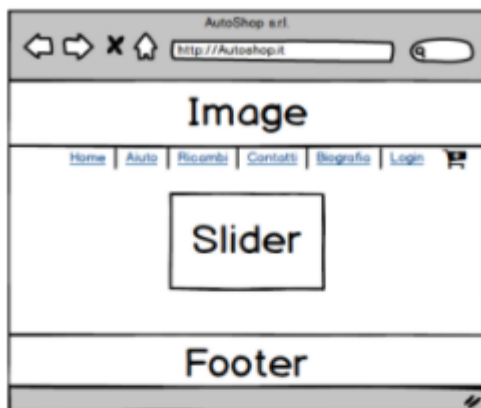 AutoShop s.r.l.
http://Autoshop.it
Image
Home Aiuto Ricambi Contatti Biografia Login
Slider
Footer